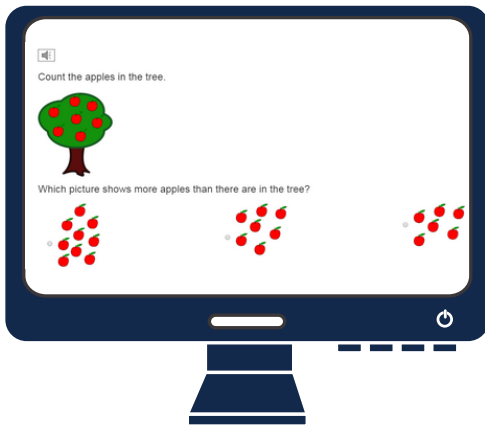 Count the apples in the tree.
Which picture shows more apples than there are in the tree?